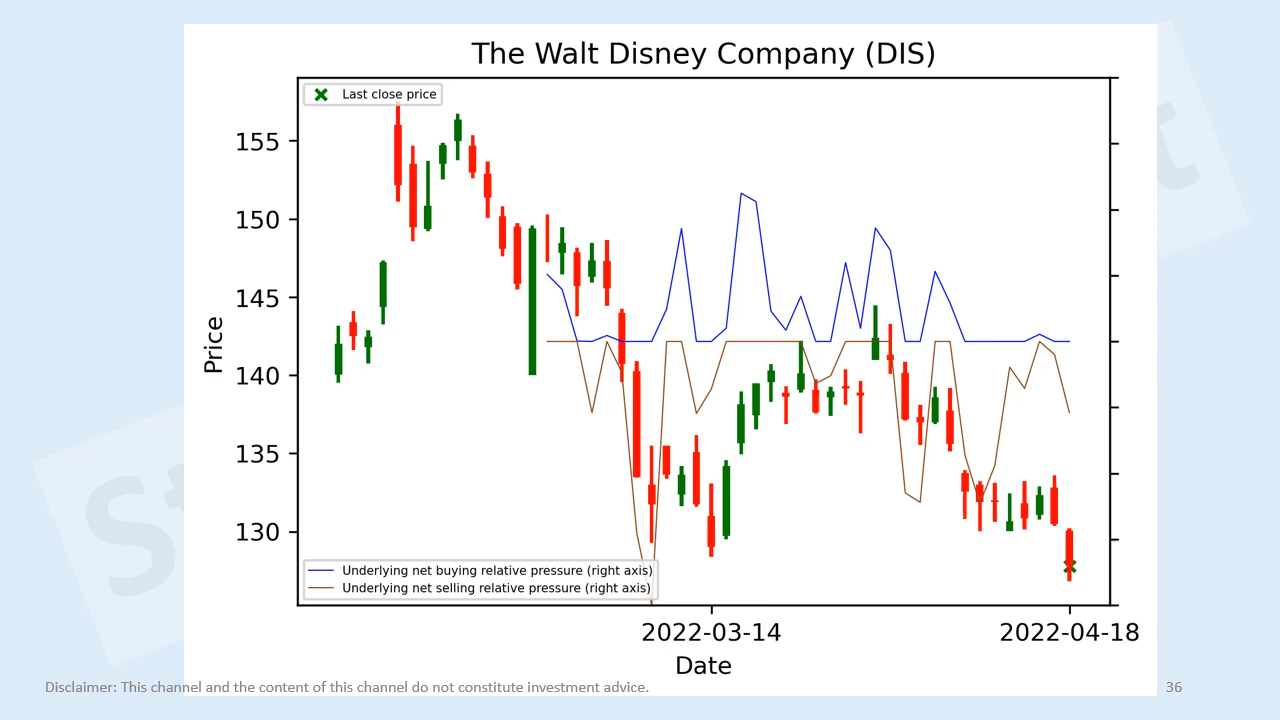 The Walt Disney Company (DIS)
Last close price
155
150
145
140
135
130
Price
Underlying net buying relative pressure (right axis)
Underlying net selling relative pressure (right axis)
2022-03-14
2022-04-18
Date
Disclaimer: This channel and the content of this channel do not constitute investment advice.
36